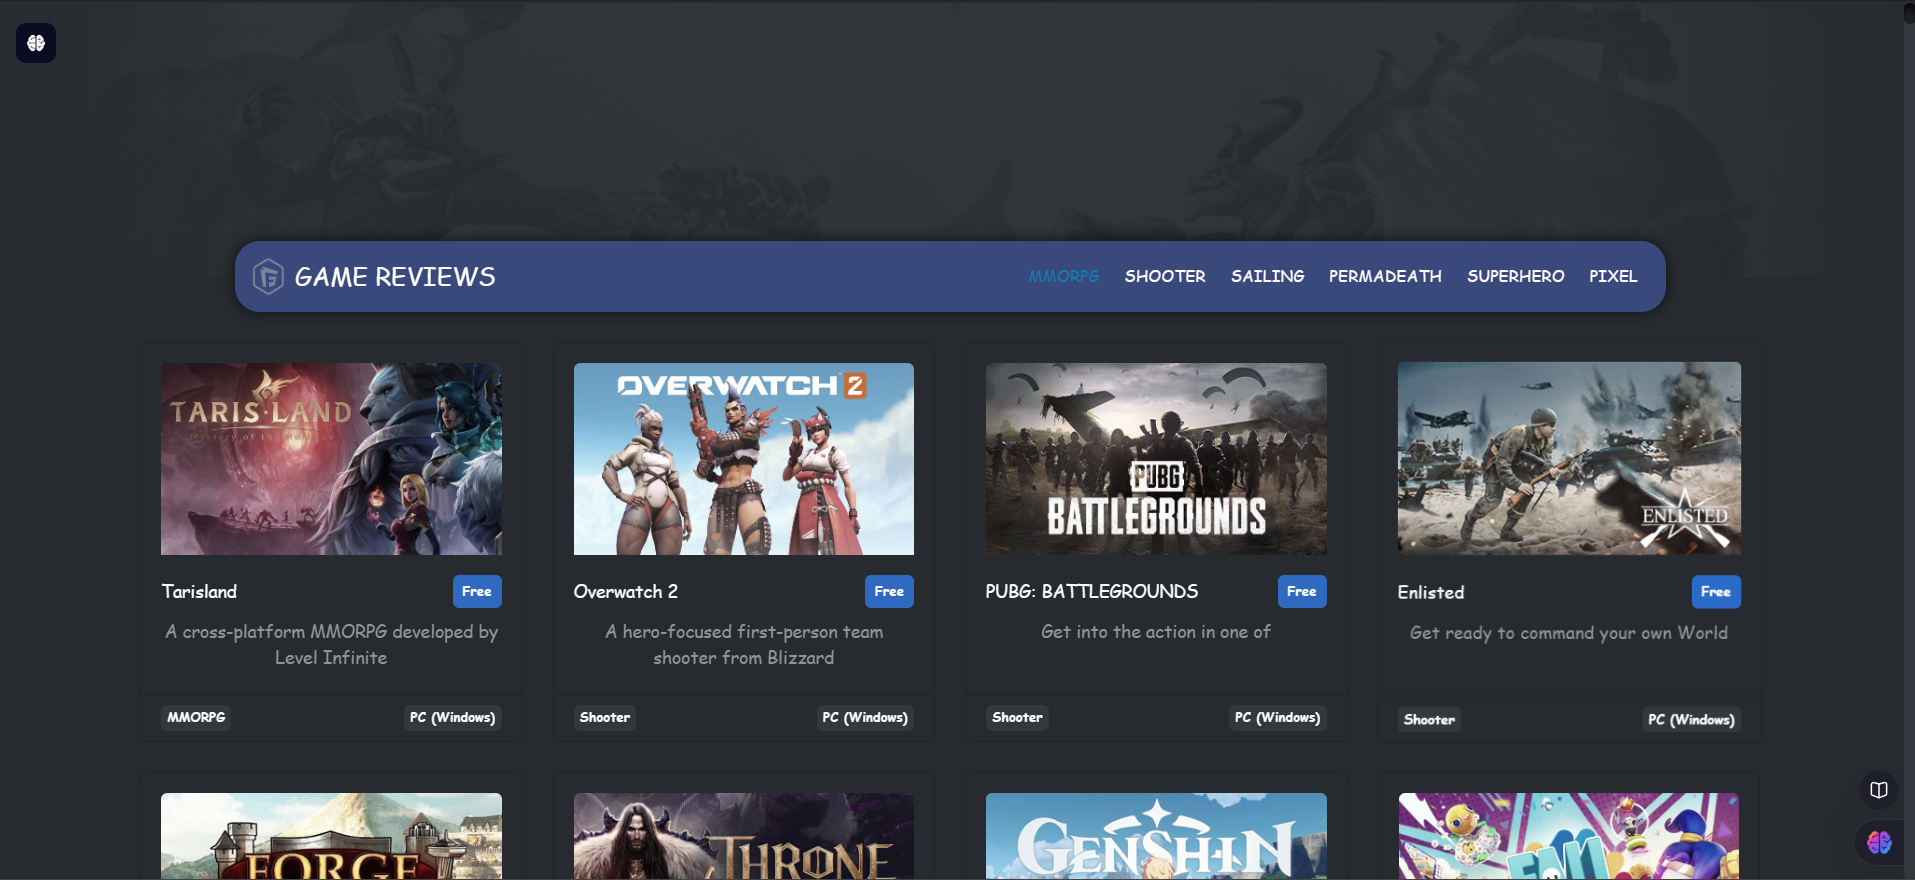 GAME REVIEWS
MMORPG SHOOTER SAILING PERMADEATH SUPERHERO PIXEL
TARISLAND
OVERWATCH 2
PUBG
BATTLEGROUNDS
ENLISTED
Tarisland
Free
A cross-platform MMORPG developed by
Level Infinite
MMORPG
PC (Windows)
Overwatch 2
Free
A hero-focused first-person team
shooter from Blizzard
Shooter
PC (Windows)
PUBG: BATTLEGROUNDS
Free
Get into the action in one of
Shooter
PC (Windows)
Enlisted
Free
Get ready to command your own World
Shooter
PC (Windows)
FORGE
THRONE
GENSHIN
FALL